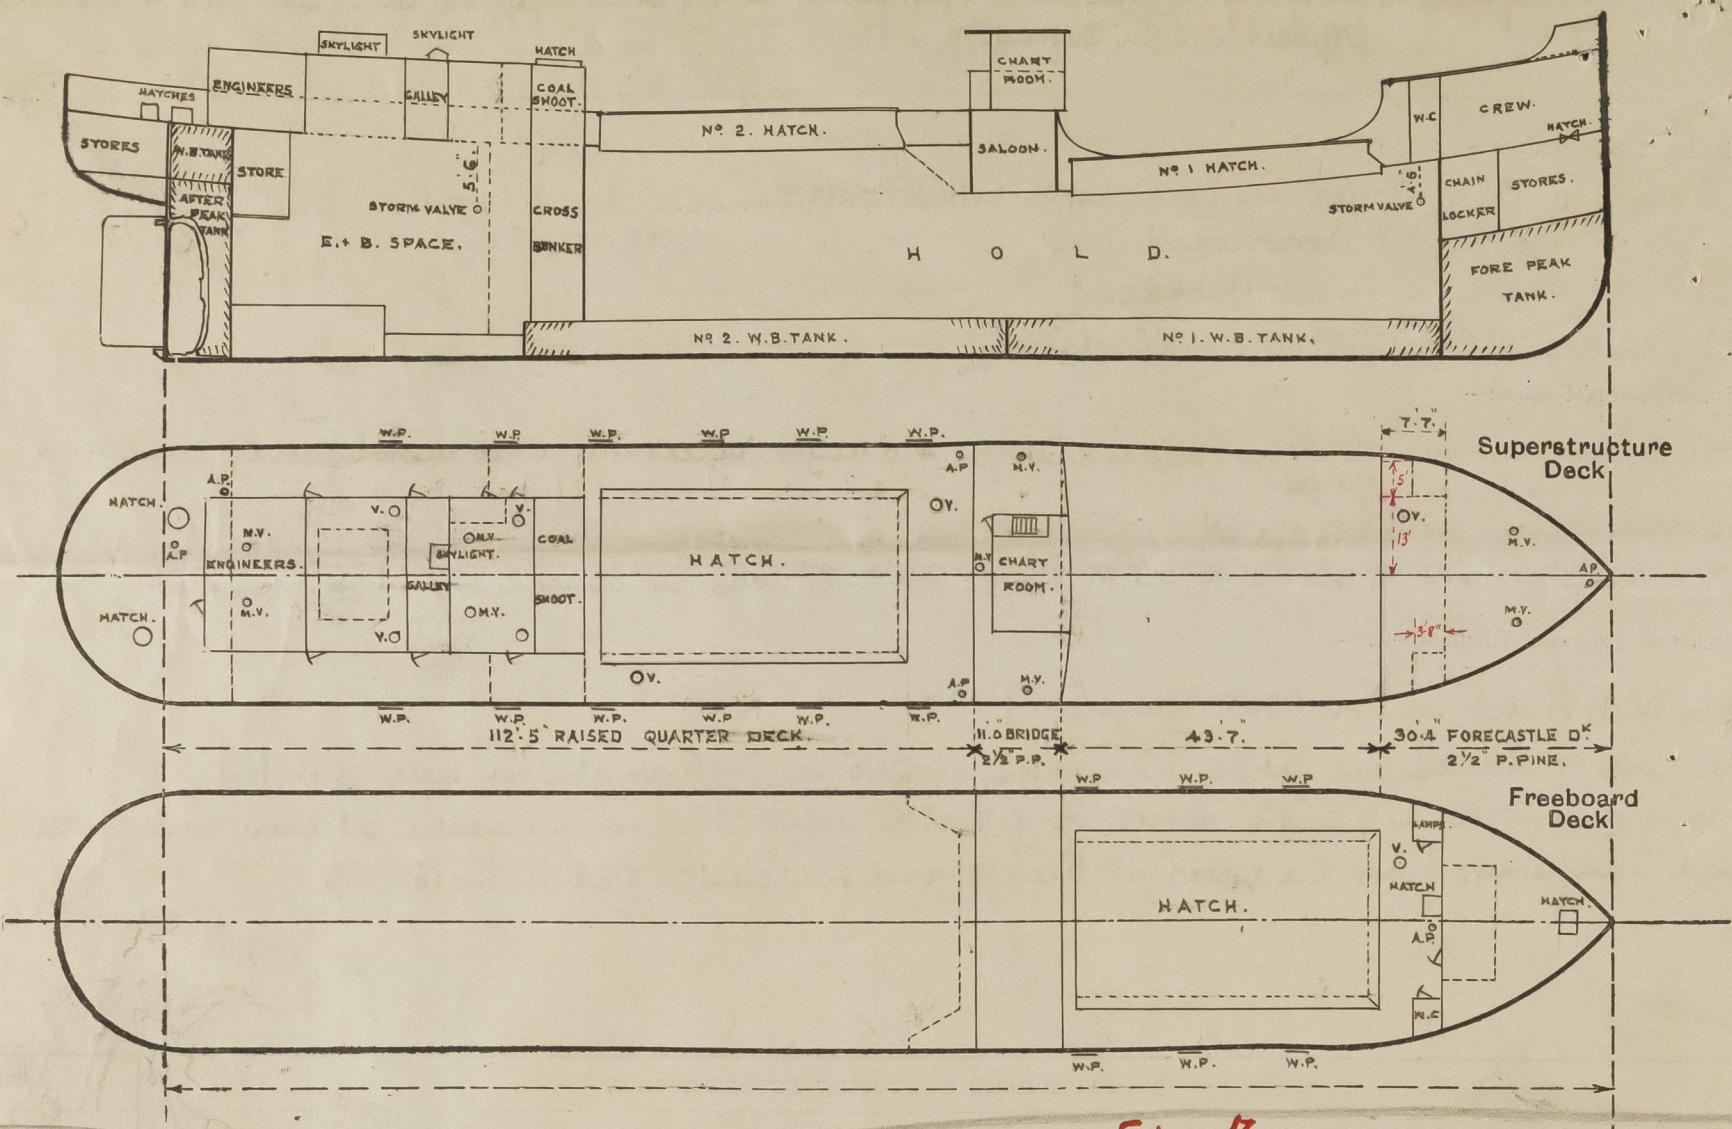 SKYLIGHT
SKYLIGHT
HATCH
CHART
ROOM.
HATCHES
ENGINEERS
GALLEY
COAL
SHOOT.
Nº 2. HATCH.
SALOON.
Nº 1 HATCH.
W.C
CREW.
HATCH.
STORES
W.B.TANK
STORE
AFTER
PEAK
TANK
5'.6"
STORM VALVE
E. + B. SPACE.
CROSS
BUNKER
HOLD.
STORM VALVE
4'.6"
CHAIN
LOCKER
STORES.
FORE PEAK
TANK.
Nº 2. W.B.TANK.
Nº 1. W.B.TANK.
W.P. W.P W.P. W.P W.P. W.P.
7'.7"
Superstructure
Deck
HATCH.
A.P.
A.P
V.
V.
A.P
M.V.
V.
5'
V.
13'
M.V.
M.V.
ENGINEERS.
SKYLIGHT.
M.V.
GALLEY
COAL
SHOOT.
HATCH.
M.V
CHART
ROOM.
A.P.
HATCH.
M.V.
V.
M.V.
3'8"
M.V.
V.
A.P
M.V.
W.P. W.P. W.P. W.P. W.P. W.P.
112'.5" RAISED QUARTER DECK.
11'.0" BRIDGE
2½" P.P.
43'.7".
30'.4" FORECASTLE Dᴷ.
2½" P.PINE.
W.P W.P. W.P
Freeboard
Deck
LAMPS
V.
HATCH
HATCH.
HATCH.
A.P.
W.C
W.P. W.P. W.P.